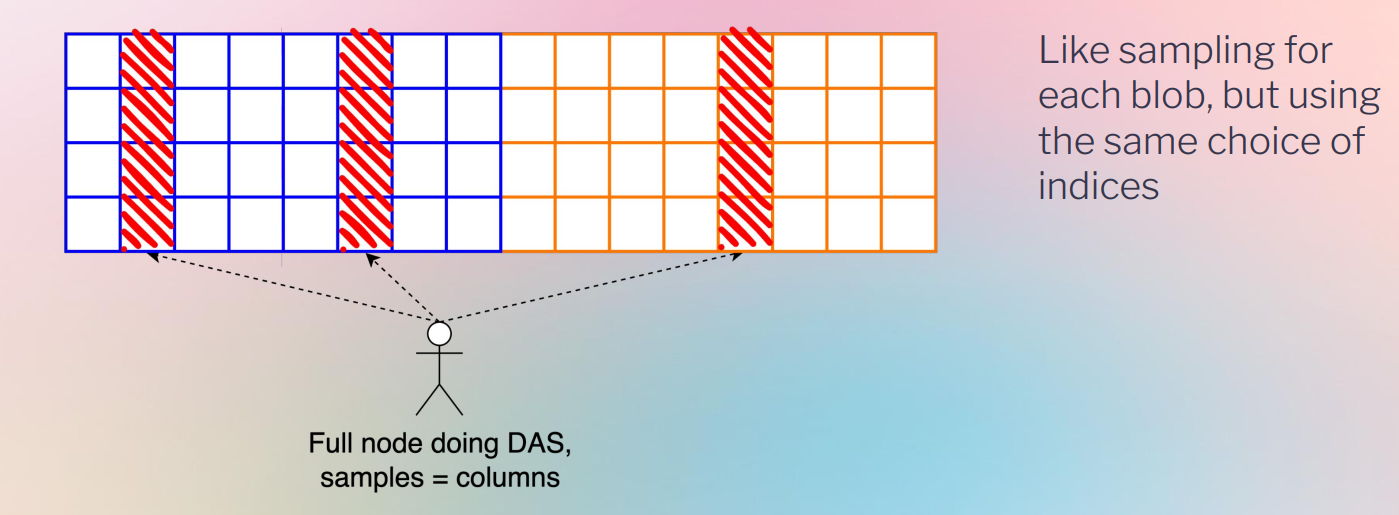 Like sampling for
each blob, but using
the same choice of
indices
Full node doing DAS,
samples = columns